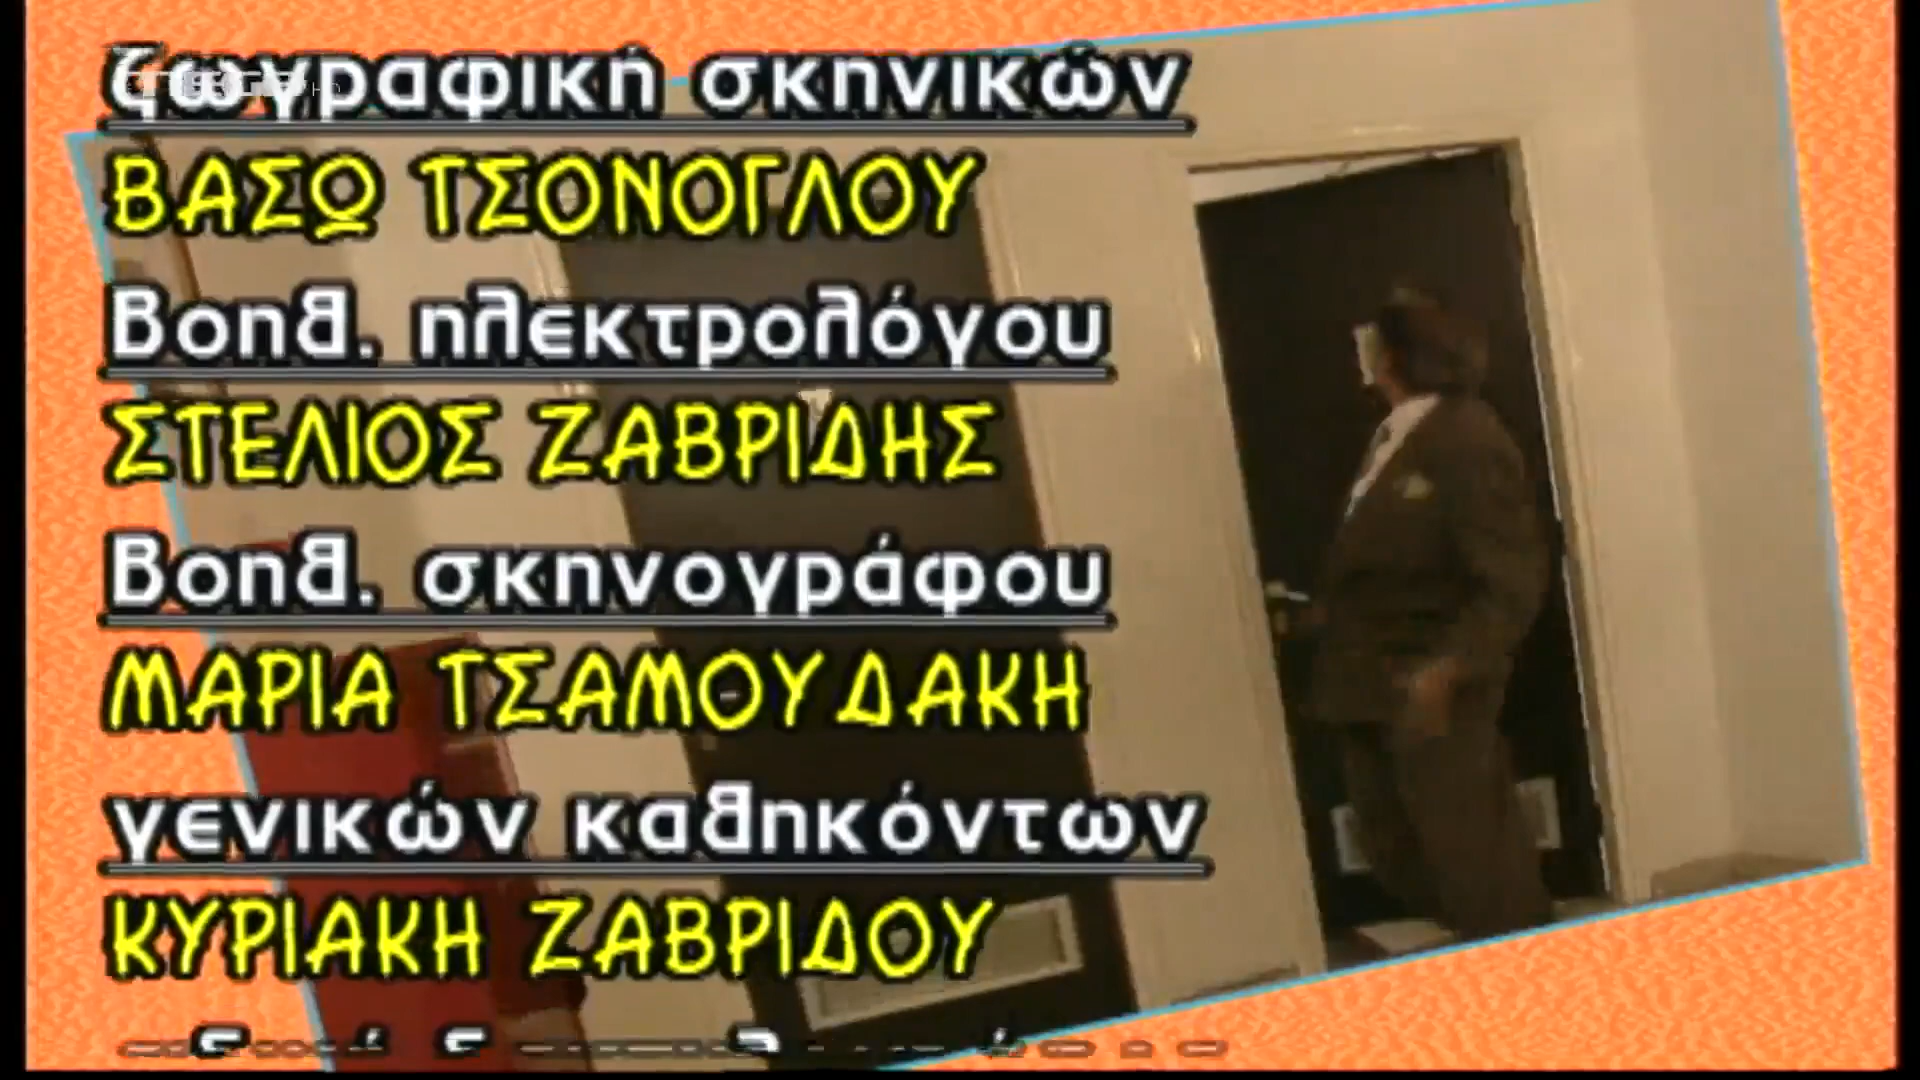 ζωγραφική σκηνικών
ΒΑΣΩ ΤΣΟΝΟΓΛΟΥ
βοηθ. ηλεκτρολόγου
ΣΤΕΛΙΟΣ ΖΑΒΡΙΔΗΣ
βοηθ. σκηνογράφου
ΜΑΡΙΑ ΤΣΑΜΟΥΔΑΚΗ
γενικών καθηκόντων
ΚΥΡΙΑΚΗ ΖΑΒΡΙΔΟΥ